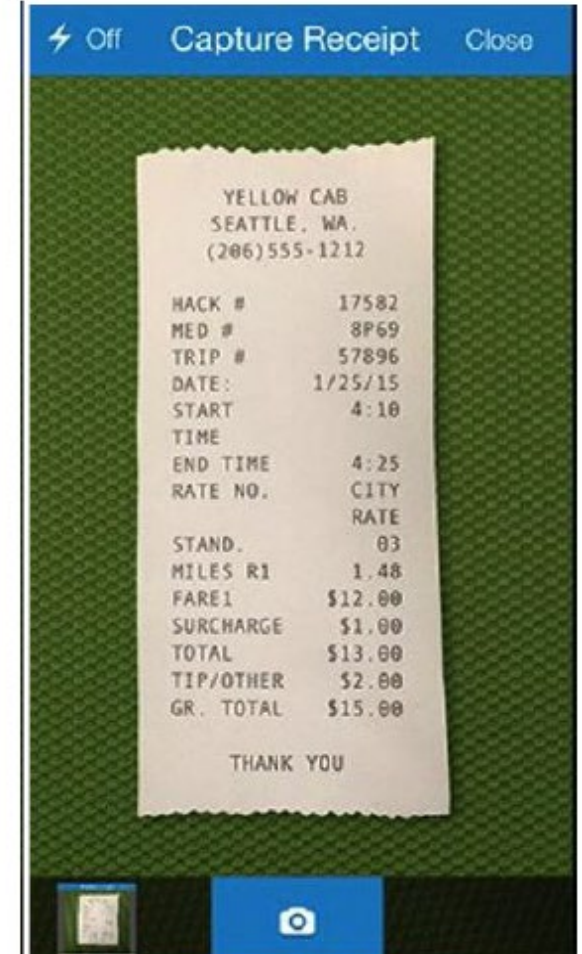 Off Capture Receipt Close
YELLOW CAB
SEATTLE, WA.
(206)555-1212
HACK # 17582
MED # 8P69
TRIP # 57896
DATE: 1/25/15
START 4:10
TIME
END TIME 4:25
RATE NO. CITY
RATE
STAND. 03
MILES R1 1.48
FARE1 $12.00
SURCHARGE $1.00
TOTAL $13.00
TIP/OTHER $2.00
GR. TOTAL $15.00
THANK YOU